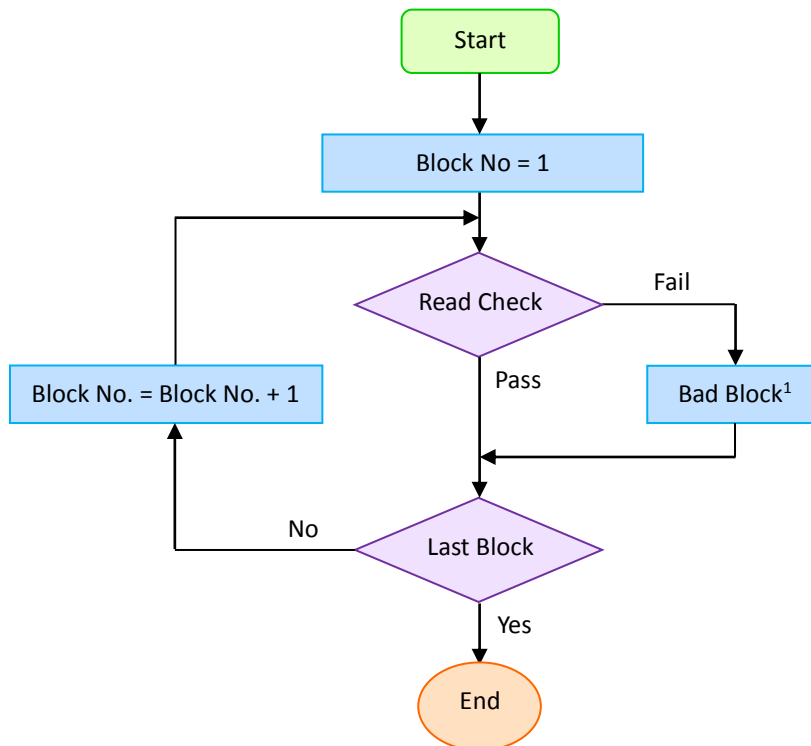 Start
Block No = 1
Read Check
Fail
Pass
Block No. = Block No. + 1
Bad Block¹
No
Last Block
Yes
End